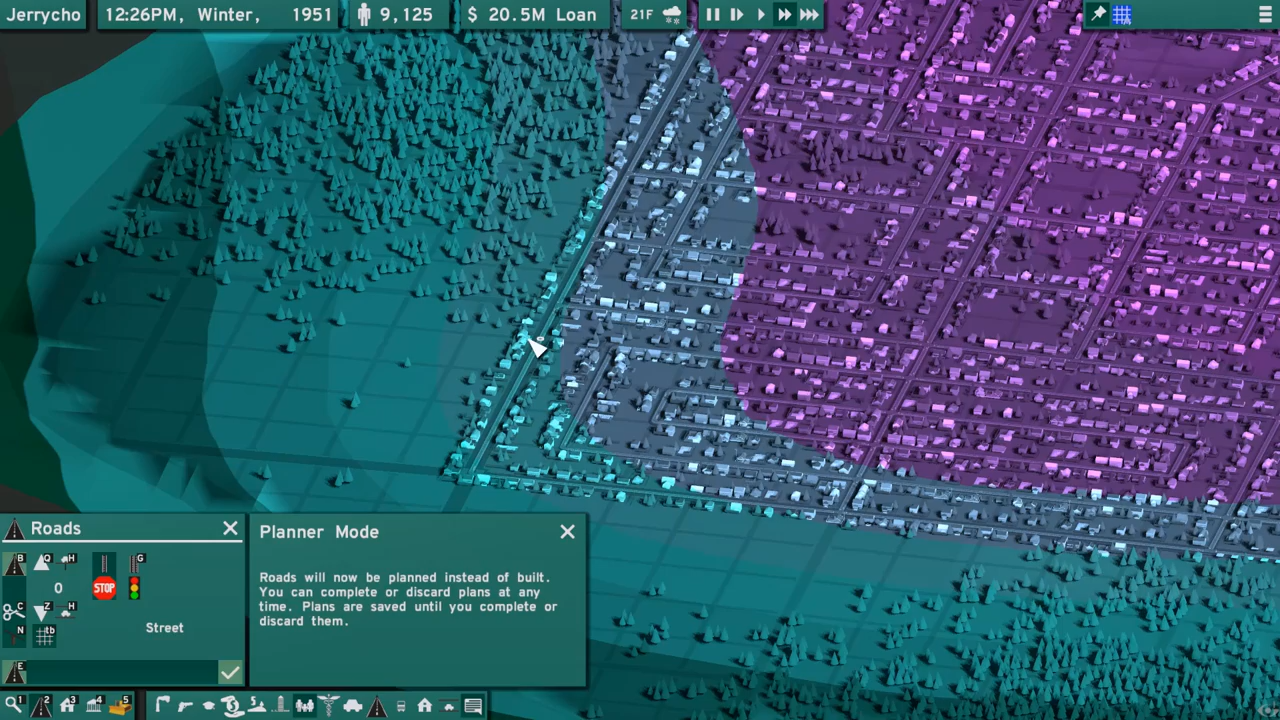 Jerrycho
12:26PM, Winter, 1951
9,125
$ 20.5M Loan
21F
Roads
B
Q
H
G
0
STOP
C
Z
H
N
tb
Street
E
Planner Mode
Roads will now be planned instead of built.
You can complete or discard plans at any
time. Plans are saved until you complete or
discard them.
1
2
3
4
5